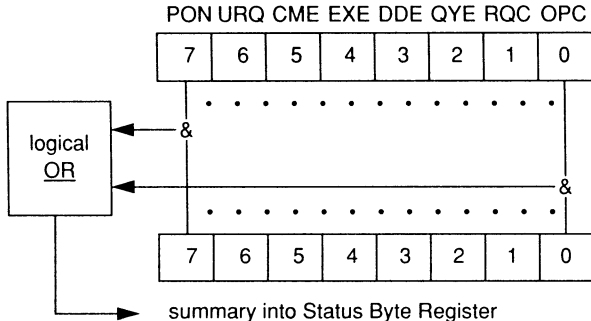 PON URQ CME EXE DDE QYE RQC OPC
7 6 5 4 3 2 1 0
&
logical
OR
&
7 6 5 4 3 2 1 0
summary into Status Byte Register